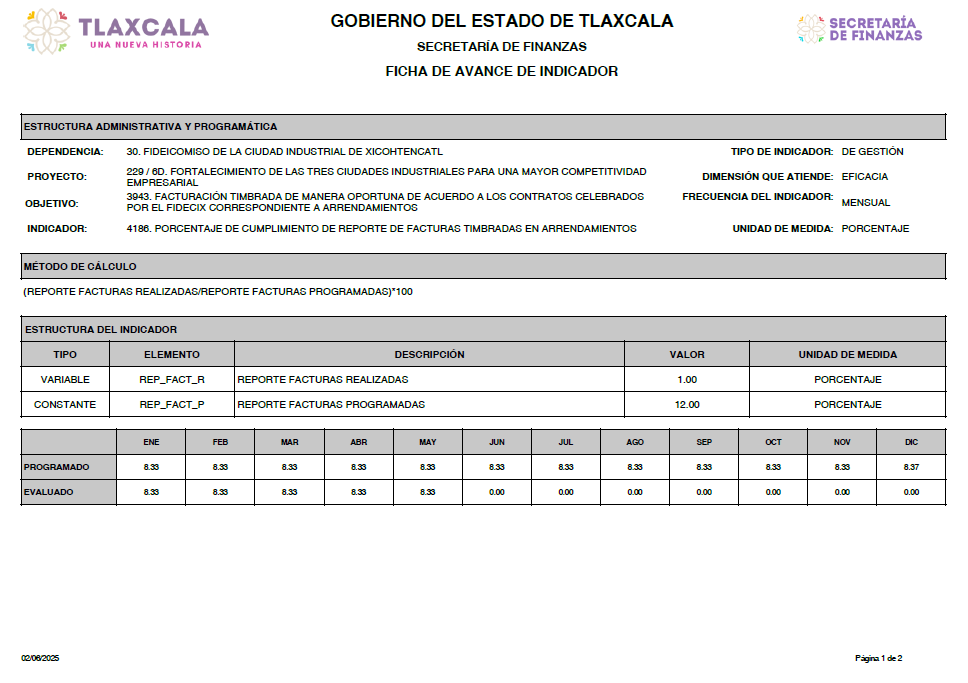 TLAXCALA
UNA NUEVA HISTORIA
GOBIERNO DEL ESTADO DE TLAXCALA
SECRETARÍA DE FINANZAS
FICHA DE AVANCE DE INDICADOR
SECRETARÍA
DE FINANZAS
ESTRUCTURA ADMINISTRATIVA Y PROGRAMÁTICA
DEPENDENCIA: 30. FIDEICOMISO DE LA CIUDAD INDUSTRIAL DE XICOHTENCATL TIPO DE INDICADOR: DE GESTIÓN
PROYECTO: 229 / 6D. FORTALECIMIENTO DE LAS TRES CIUDADES INDUSTRIALES PARA UNA MAYOR COMPETITIVIDAD
EMPRESARIAL DIMENSIÓN QUE ATIENDE: EFICACIA
OBJETIVO: 3943. FACTURACIÓN TIMBRADA DE MANERA OPORTUNA DE ACUERDO A LOS CONTRATOS CELEBRADOS
POR EL FIDECIX CORRESPONDIENTE A ARRENDAMIENTOS FRECUENCIA DEL INDICADOR: MENSUAL
INDICADOR: 4186. PORCENTAJE DE CUMPLIMIENTO DE REPORTE DE FACTURAS TIMBRADAS EN ARRENDAMIENTOS UNIDAD DE MEDIDA: PORCENTAJE
MÉTODO DE CÁLCULO
(REPORTE FACTURAS REALIZADAS/REPORTE FACTURAS PROGRAMADAS)*100
ESTRUCTURA DEL INDICADOR
TIPO ELEMENTO DESCRIPCIÓN VALOR UNIDAD DE MEDIDA
VARIABLE REP_FACT_R REPORTE FACTURAS REALIZADAS 1.00 PORCENTAJE
CONSTANTE REP_FACT_P REPORTE FACTURAS PROGRAMADAS 12.00 PORCENTAJE
ENE FEB MAR ABR MAY JUN JUL AGO SEP OCT NOV DIC
PROGRAMADO 8.33 8.33 8.33 8.33 8.33 8.33 8.33 8.33 8.33 8.33 8.33 8.37
EVALUADO 8.33 8.33 8.33 8.33 8.33 0.00 0.00 0.00 0.00 0.00 0.00 0.00
02/06/2025 Página 1 de 2